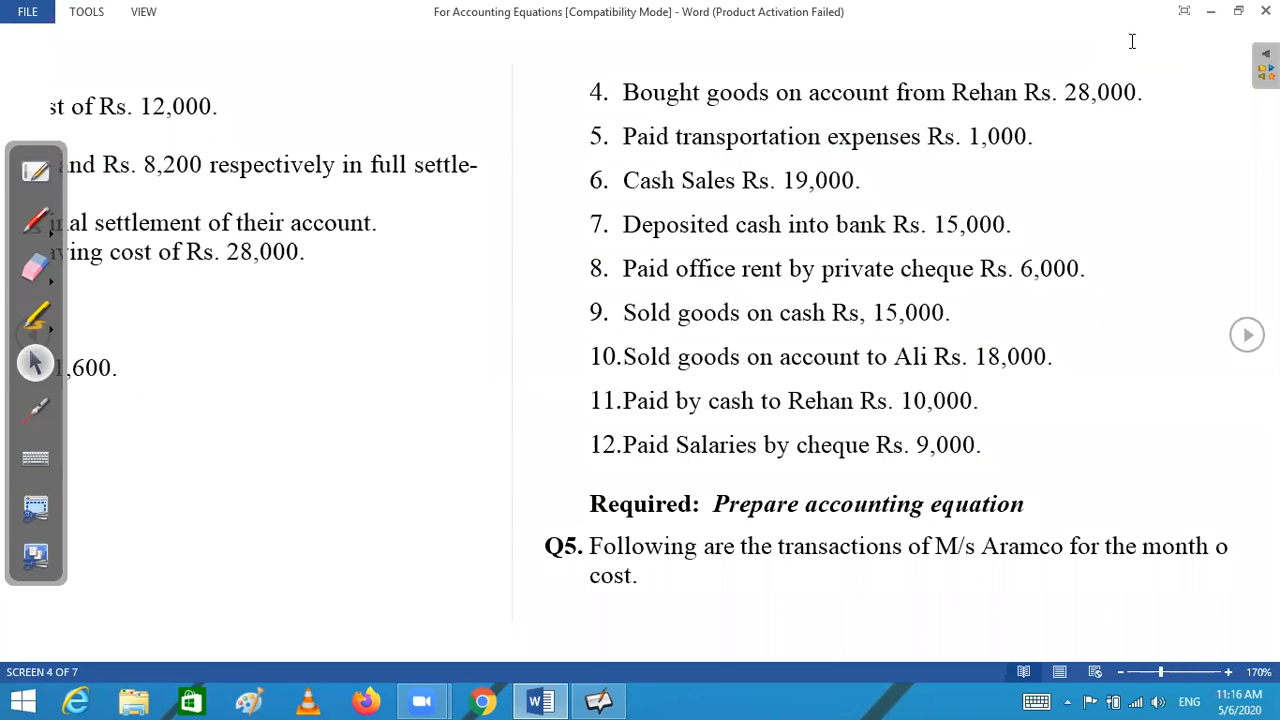 FILE TOOLS VIEW For Accounting Equations [Compatibility Mode] - Word (Product Activation Failed)
st of Rs. 12,000.
and Rs. 8,200 respectively in full settle-
inal settlement of their account.
aving cost of Rs. 28,000.
1,600.
4. Bought goods on account from Rehan Rs. 28,000.
5. Paid transportation expenses Rs. 1,000.
6. Cash Sales Rs. 19,000.
7. Deposited cash into bank Rs. 15,000.
8. Paid office rent by private cheque Rs. 6,000.
9. Sold goods on cash Rs, 15,000.
10.Sold goods on account to Ali Rs. 18,000.
11.Paid by cash to Rehan Rs. 10,000.
12.Paid Salaries by cheque Rs. 9,000.
Required: Prepare accounting equation
Q5. Following are the transactions of M/s Aramco for the month o
cost.
SCREEN 4 OF 7 170%
ENG 11:16 AM
5/6/2020